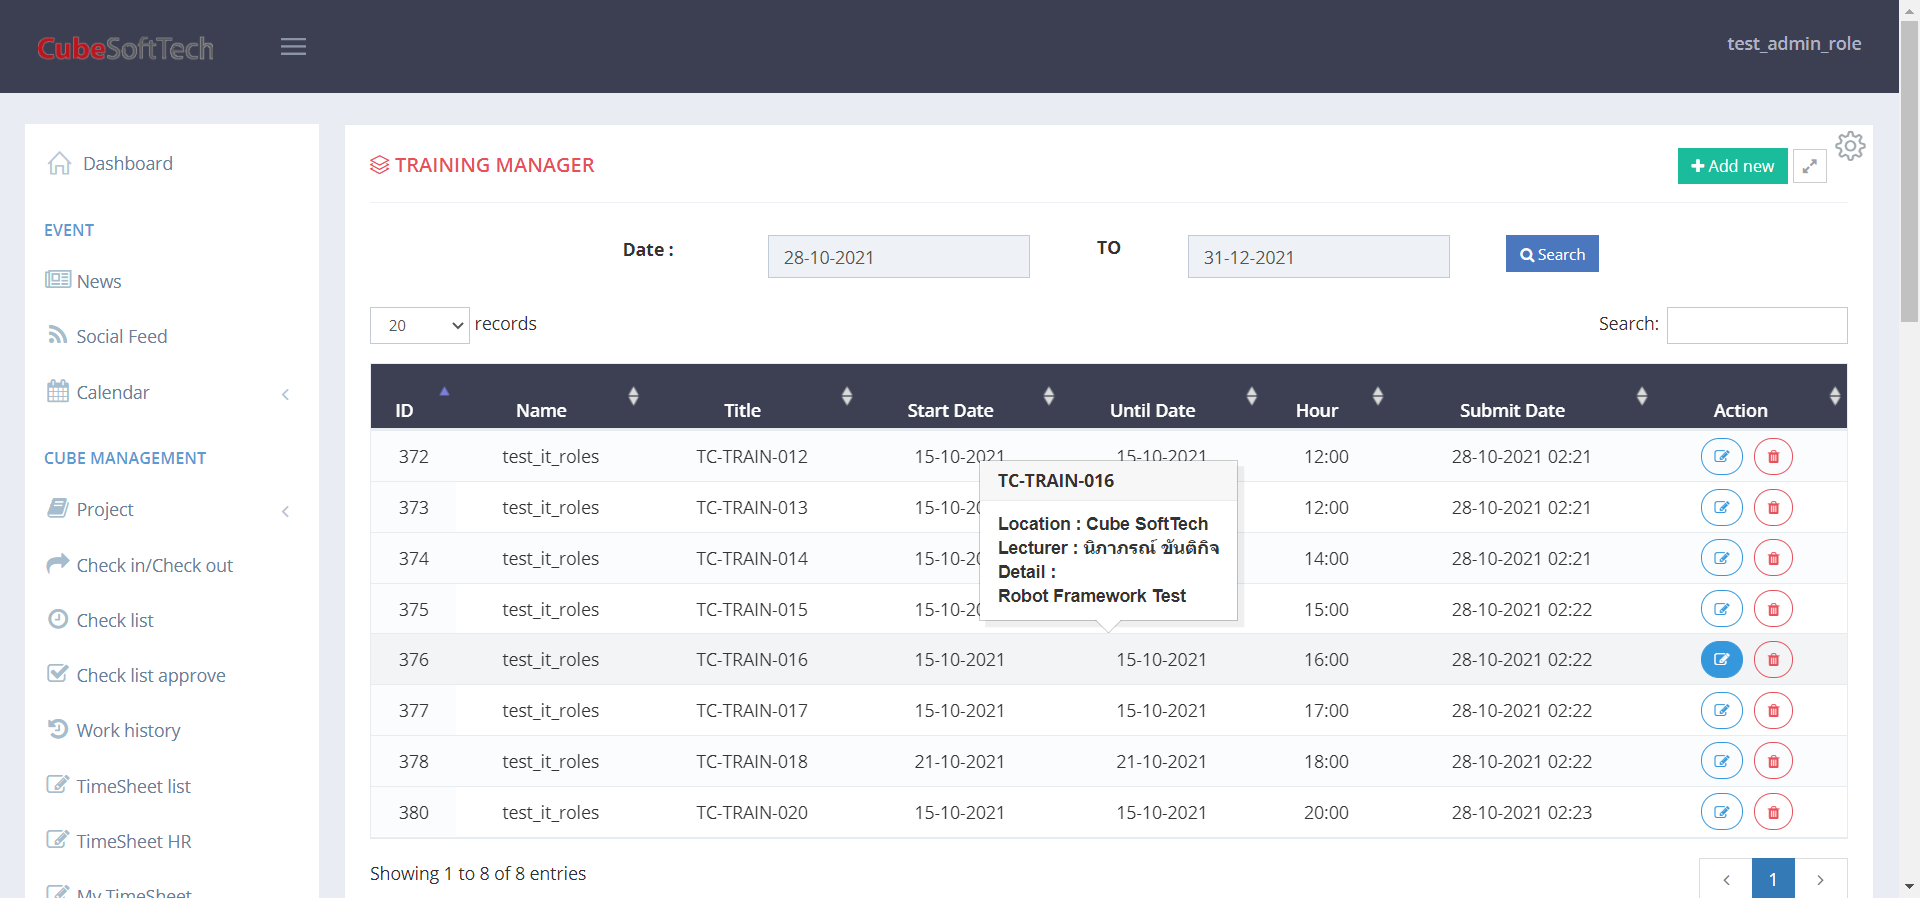 CubeSoftTech
test_admin_role
Dashboard
EVENT
News
Social Feed
Calendar
CUBE MANAGEMENT
Project
Check in/Check out
Check list
Check list approve
Work history
TimeSheet list
TimeSheet HR
My TimeSheet
TRAINING MANAGER
Add new
Date : 28-10-2021 TO 31-12-2021 Search
20 records Search:
ID Name Title Start Date Until Date Hour Submit Date Action
372 test_it_roles TC-TRAIN-012 15-10-2021 15-10-2021 12:00 28-10-2021 02:21
373 test_it_roles TC-TRAIN-013 15-10-20 12:00 28-10-2021 02:21
374 test_it_roles TC-TRAIN-014 15-10-20 14:00 28-10-2021 02:21
375 test_it_roles TC-TRAIN-015 15-10-20 15:00 28-10-2021 02:22
376 test_it_roles TC-TRAIN-016 15-10-2021 15-10-2021 16:00 28-10-2021 02:22
377 test_it_roles TC-TRAIN-017 15-10-2021 15-10-2021 17:00 28-10-2021 02:22
378 test_it_roles TC-TRAIN-018 21-10-2021 21-10-2021 18:00 28-10-2021 02:22
380 test_it_roles TC-TRAIN-020 15-10-2021 15-10-2021 20:00 28-10-2021 02:23
TC-TRAIN-016
Location : Cube SoftTech
Lecturer : นิภาภรณ์ ขันติกิจ
Detail :
Robot Framework Test
Showing 1 to 8 of 8 entries
1